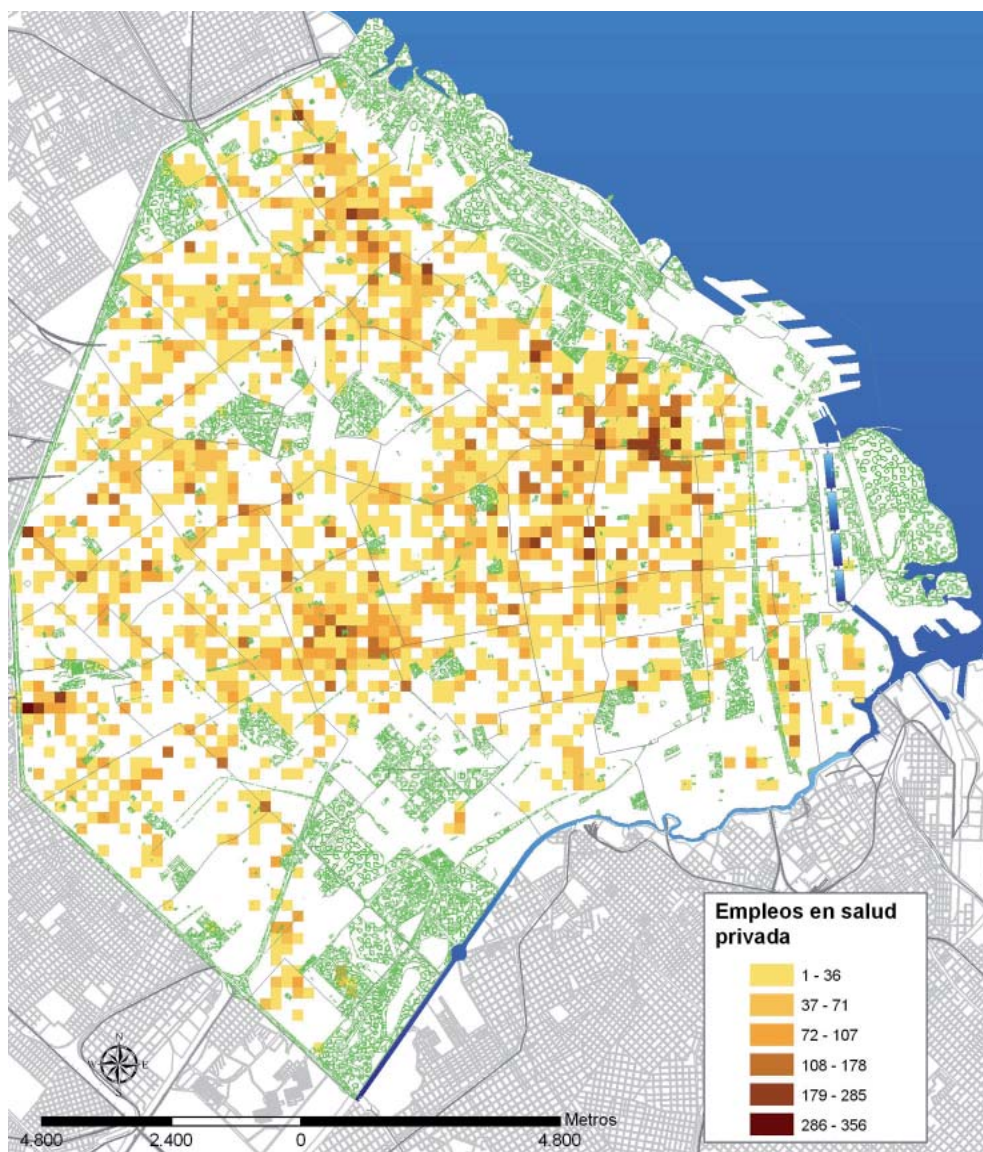 Empleos en salud
privada
1 - 36
37 - 71
72 - 107
108 - 178
179 - 285
286 - 356
N
W E
S
Metros
4.800 2.400 0 4.800